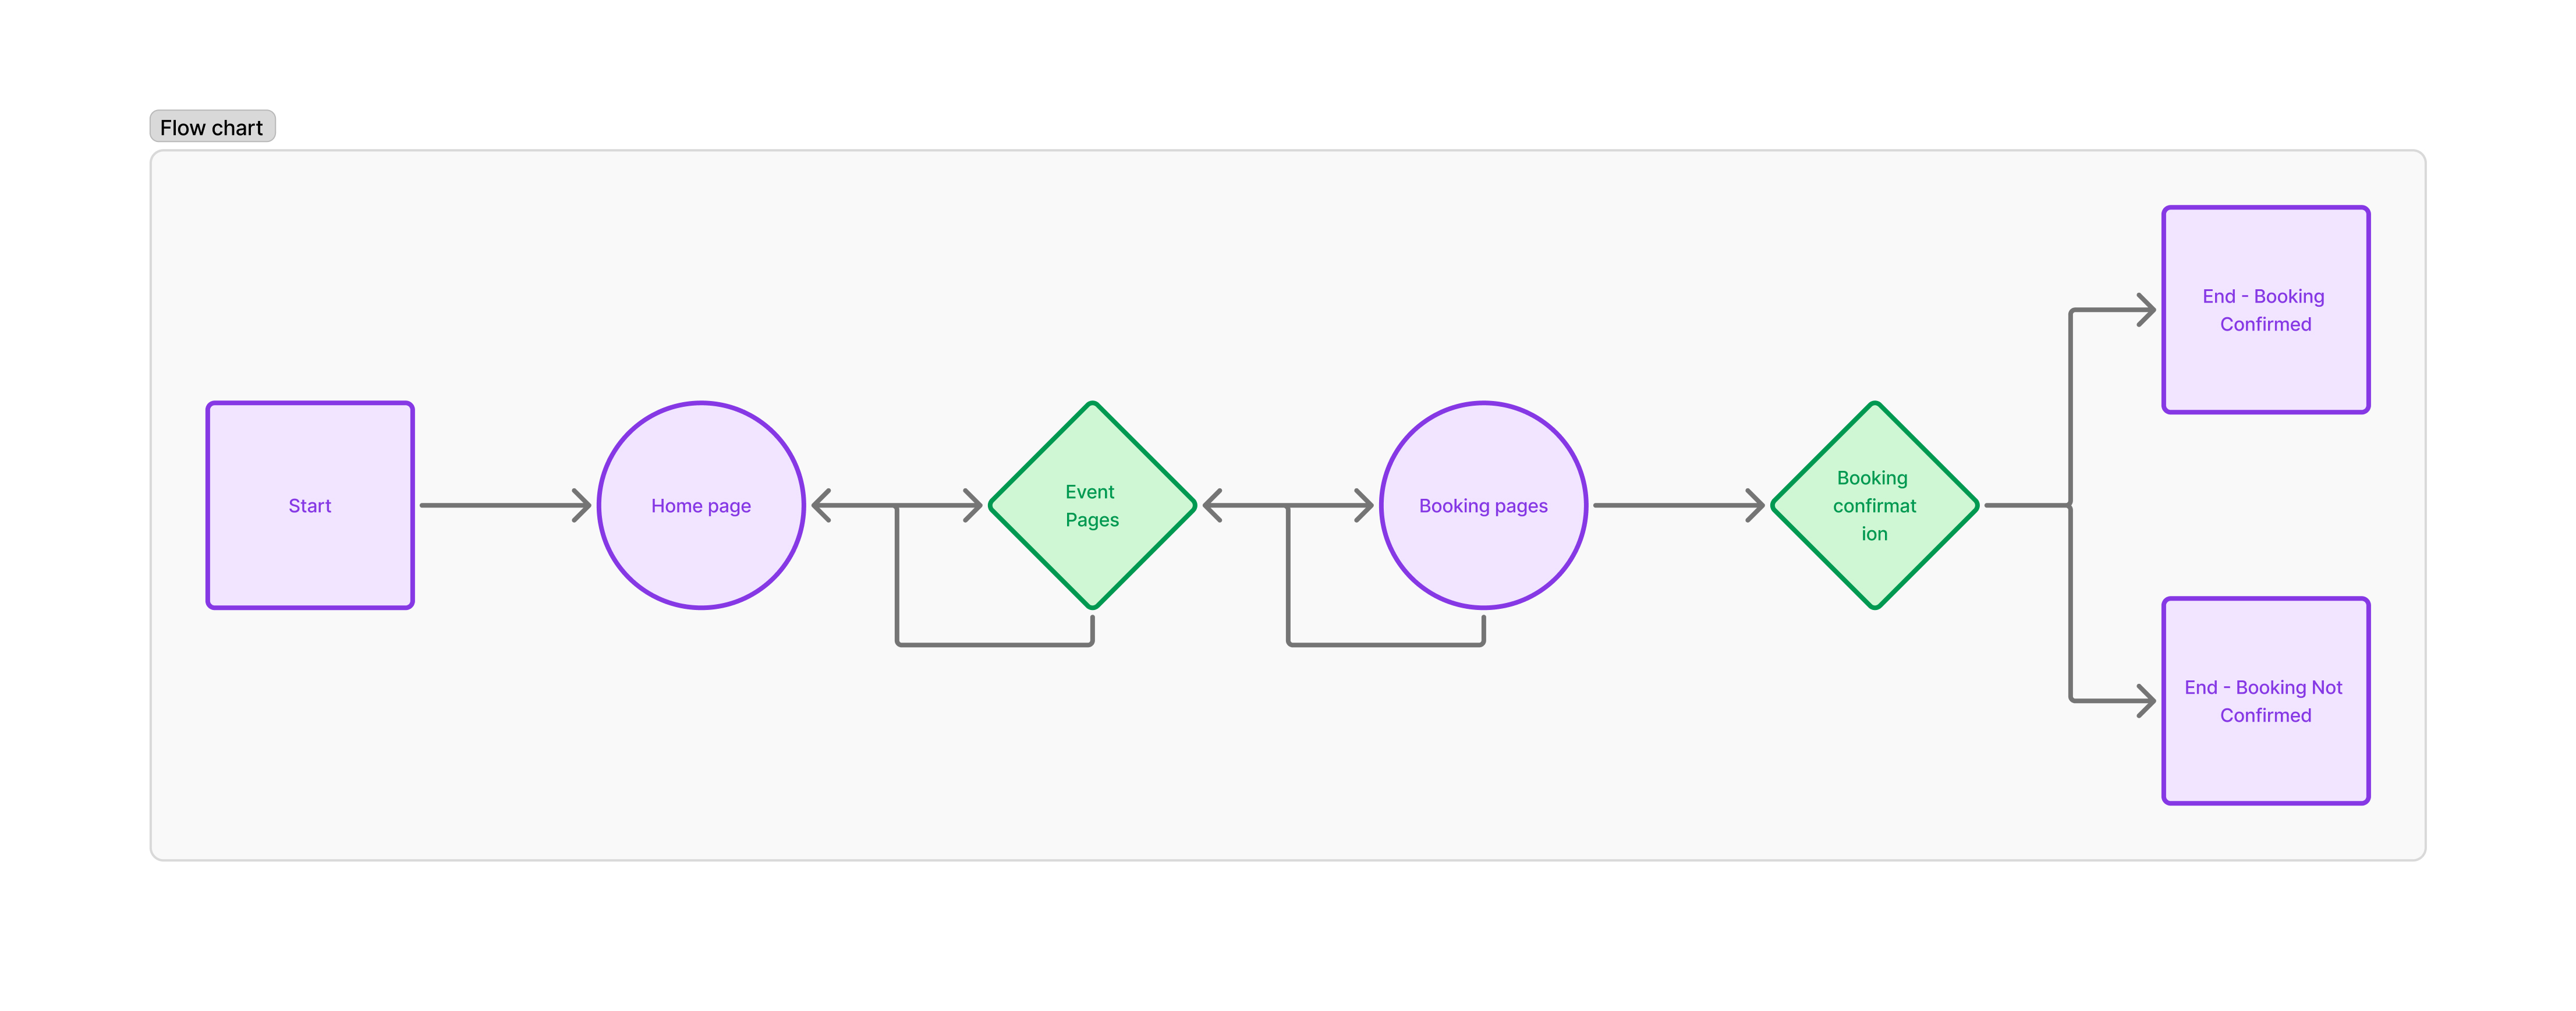 Flow chart
Start
Home page
Event
Pages
Booking pages
Booking
confirmat
ion
End - Booking
Confirmed
End - Booking Not
Confirmed